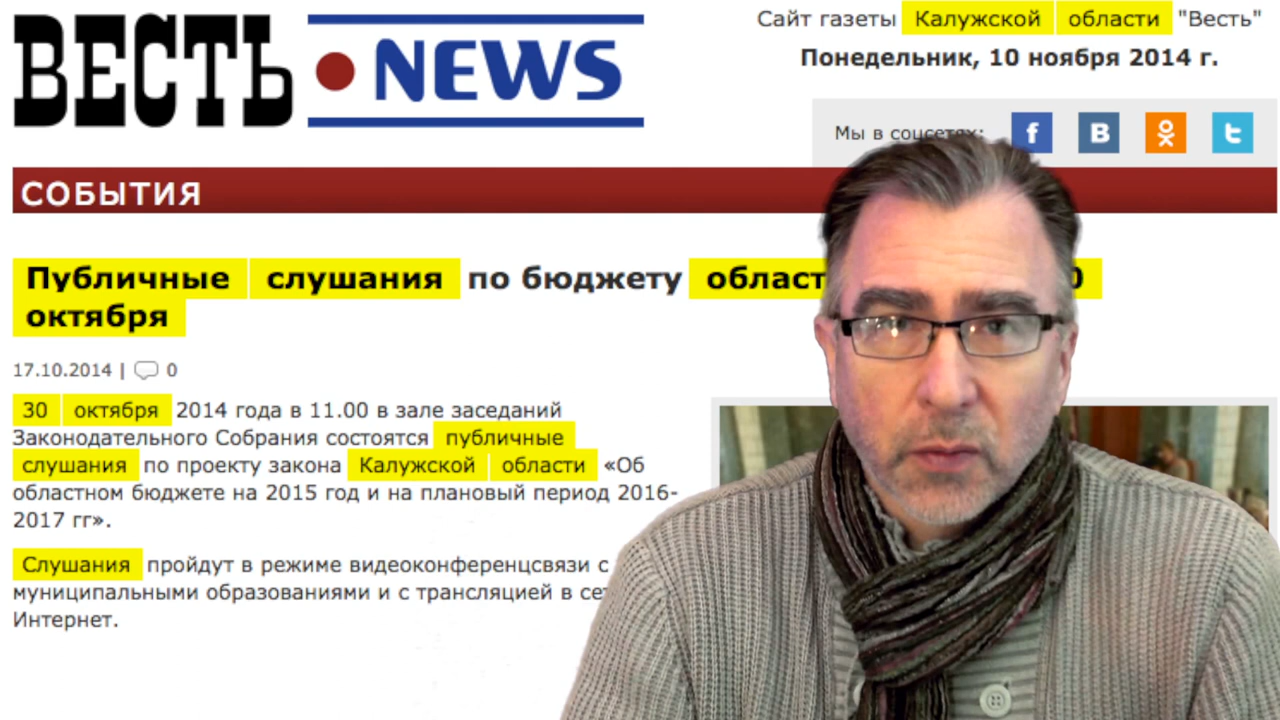 ВЕСТЬ • NEWS
Сайт газеты Калужской области "Весть"
Понедельник, 10 ноября 2014 г.
Мы в соцсетях:
СОБЫТИЯ
Публичные слушания по бюджету
октября
17.10.2014 | 0
30 октября 2014 года в 11.00 в зале заседаний
Законодательного Собрания состоятся публичные
слушания по проекту закона Калужской области «Об
областном бюджете на 2015 год и на плановый период 2016-
2017 гг».
Слушания пройдут в режиме видеоконференцсвязи с
муниципальными образованиями и с трансляцией в
Интернет.